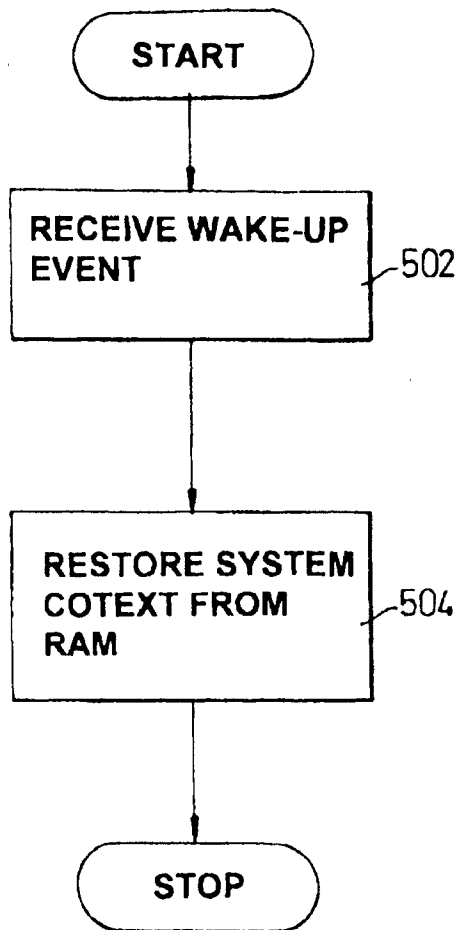 START
RECEIVE WAKE-UP
EVENT
502
RESTORE SYSTEM
COTEXT FROM
RAM
504
STOP